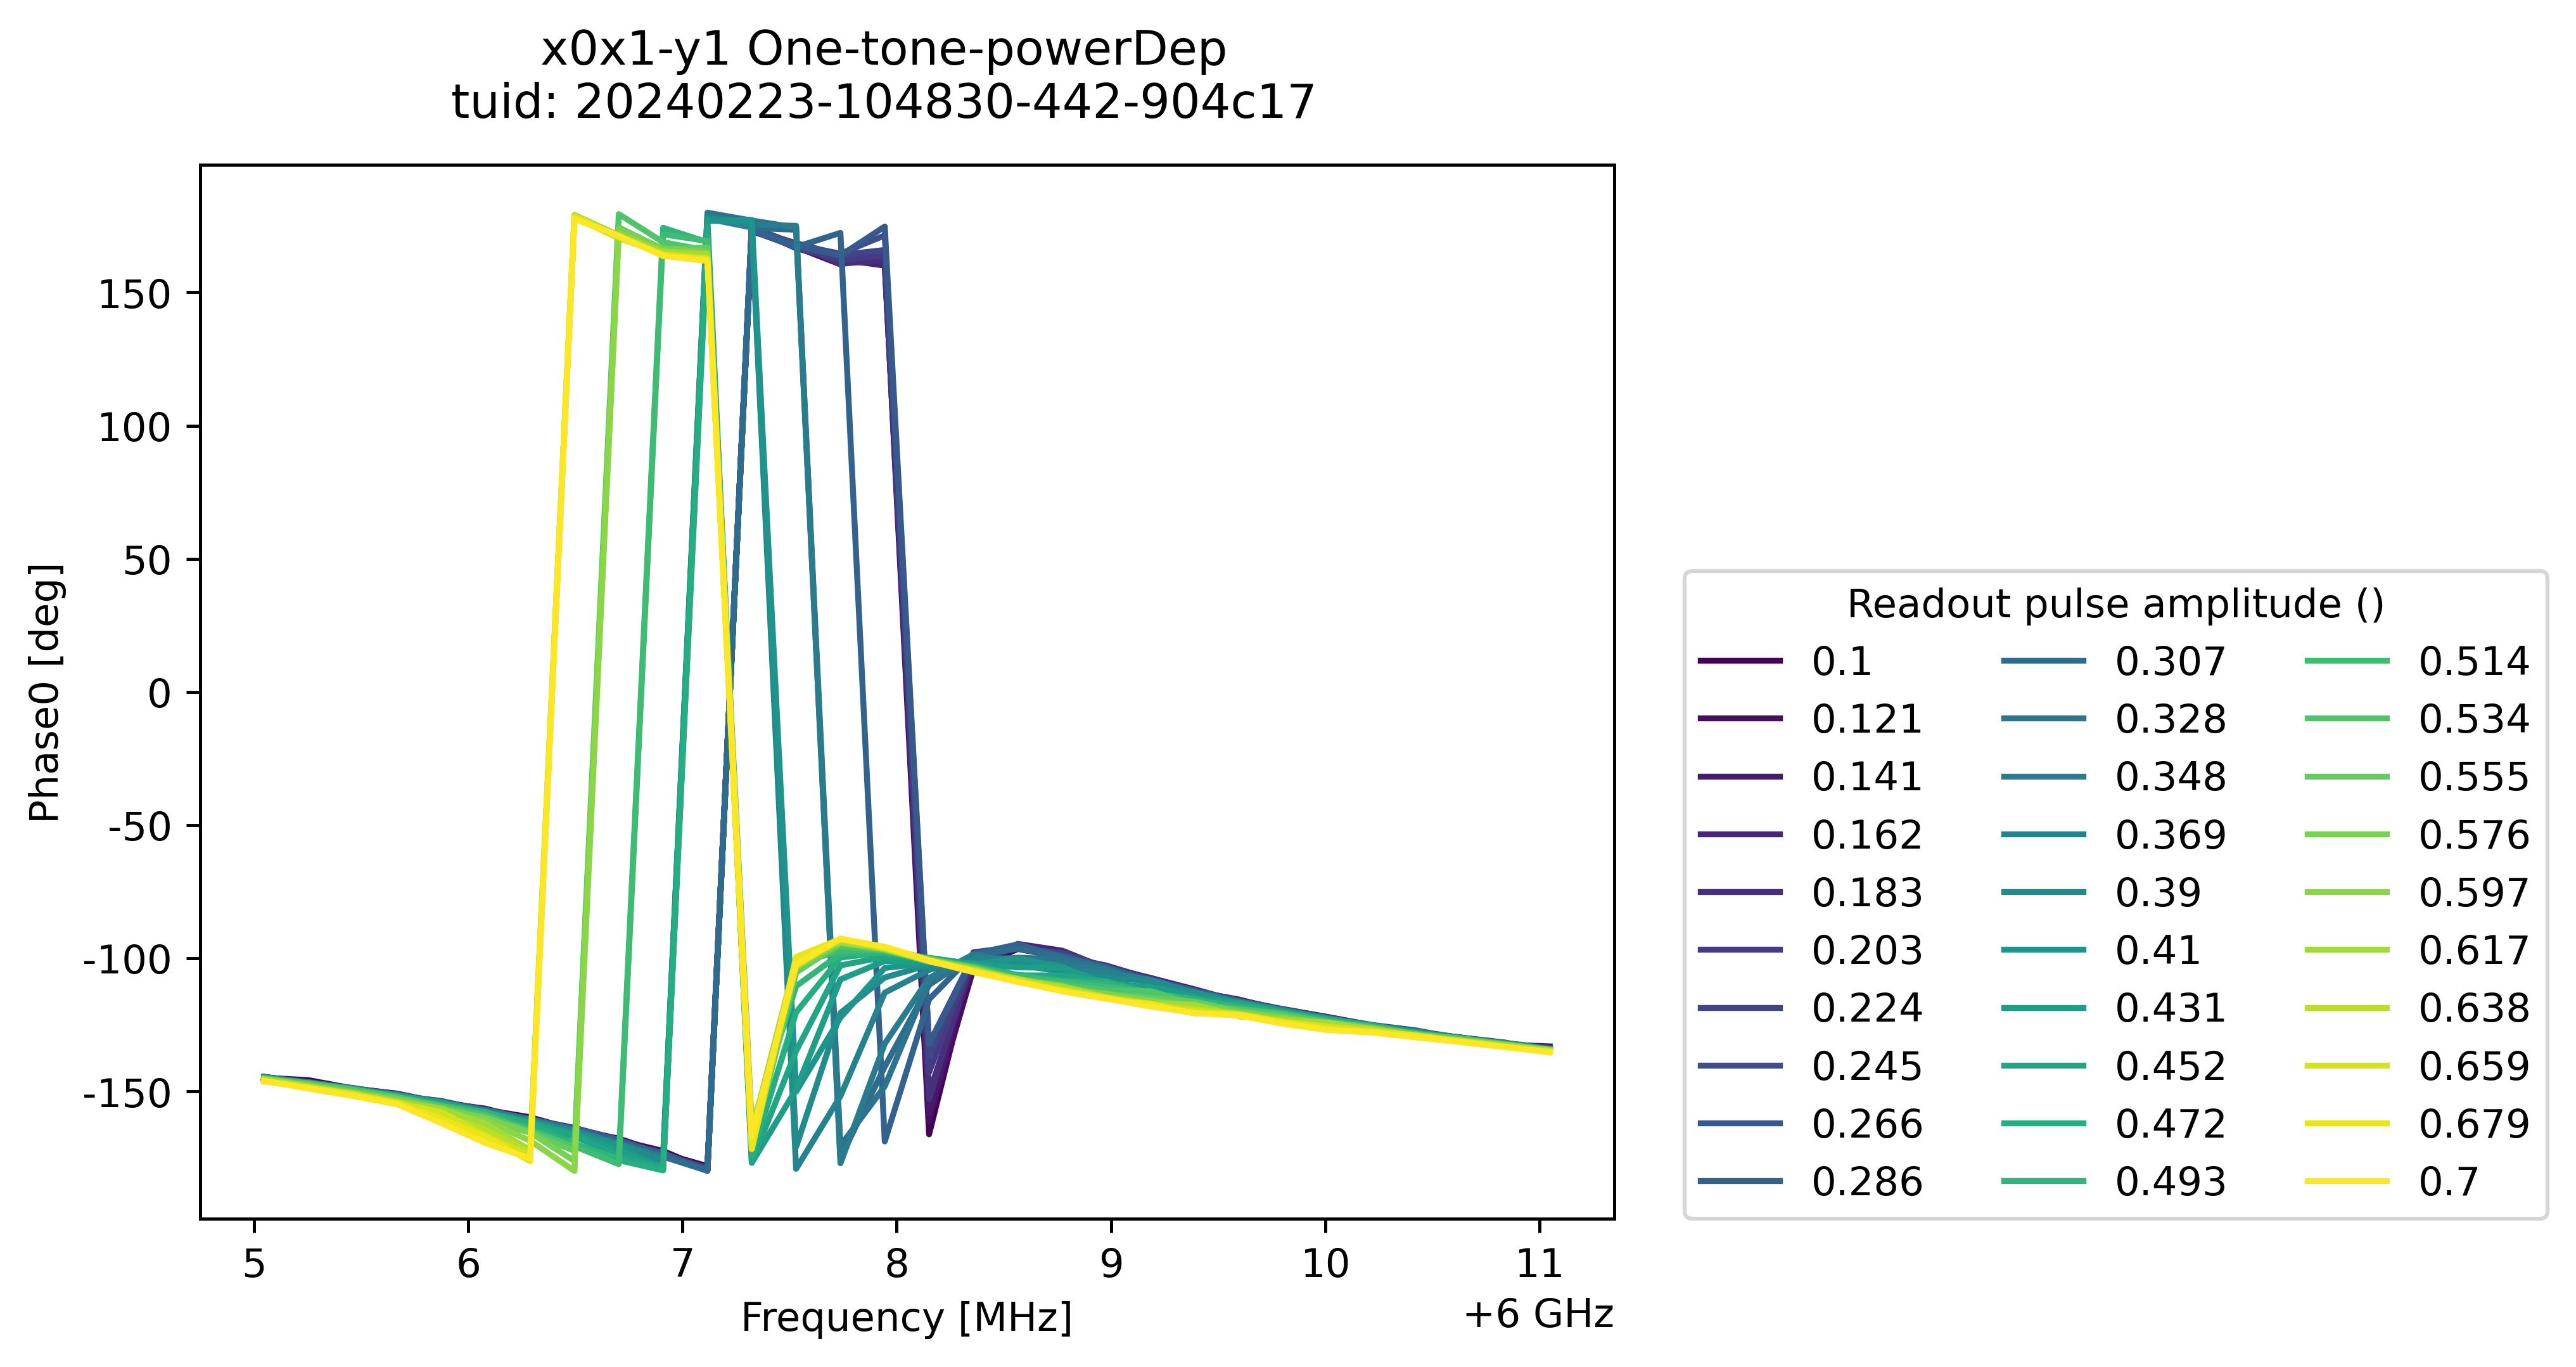 x0x1-y1 One-tone-powerDep
tuid: 20240223-104830-442-904c17
Phase0 [deg]
150
100
50
0
-50
-100
-150
5 6 7 8 9 10 11
Frequency [MHz]
+6 GHz
Readout pulse amplitude ()
0.1 0.307 0.514
0.121 0.328 0.534
0.141 0.348 0.555
0.162 0.369 0.576
0.183 0.39 0.597
0.203 0.41 0.617
0.224 0.431 0.638
0.245 0.452 0.659
0.266 0.472 0.679
0.286 0.493 0.7